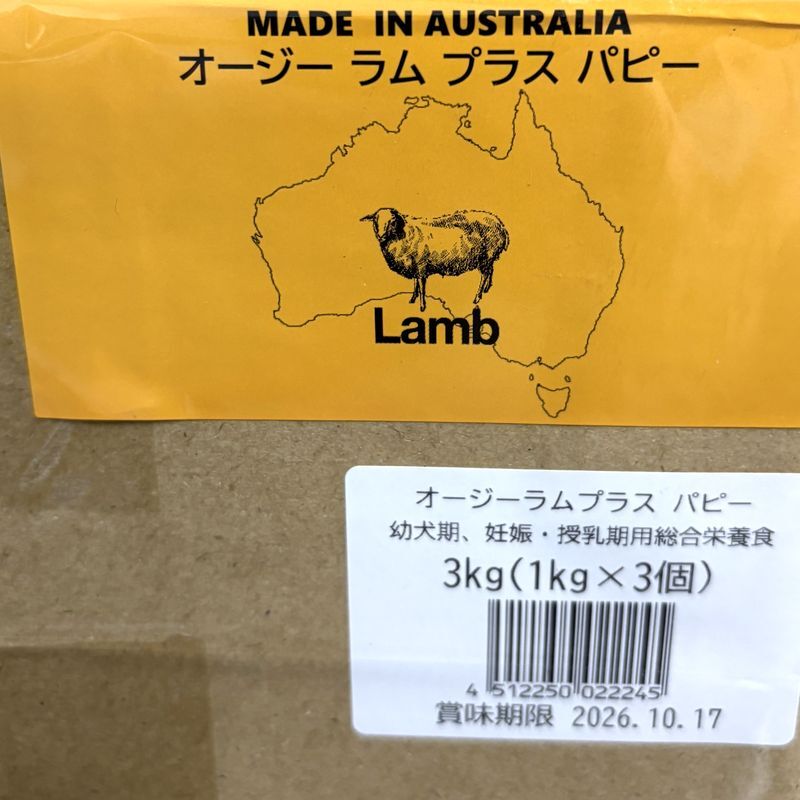 MADE IN AUSTRALIA
オージー ラム プラス パピー
Lamb
オージーラムプラス パピー
幼犬期、妊娠・授乳期用総合栄養食
3kg(1kg×3個)
4 512250 022245
賞味期限 2026.10.17